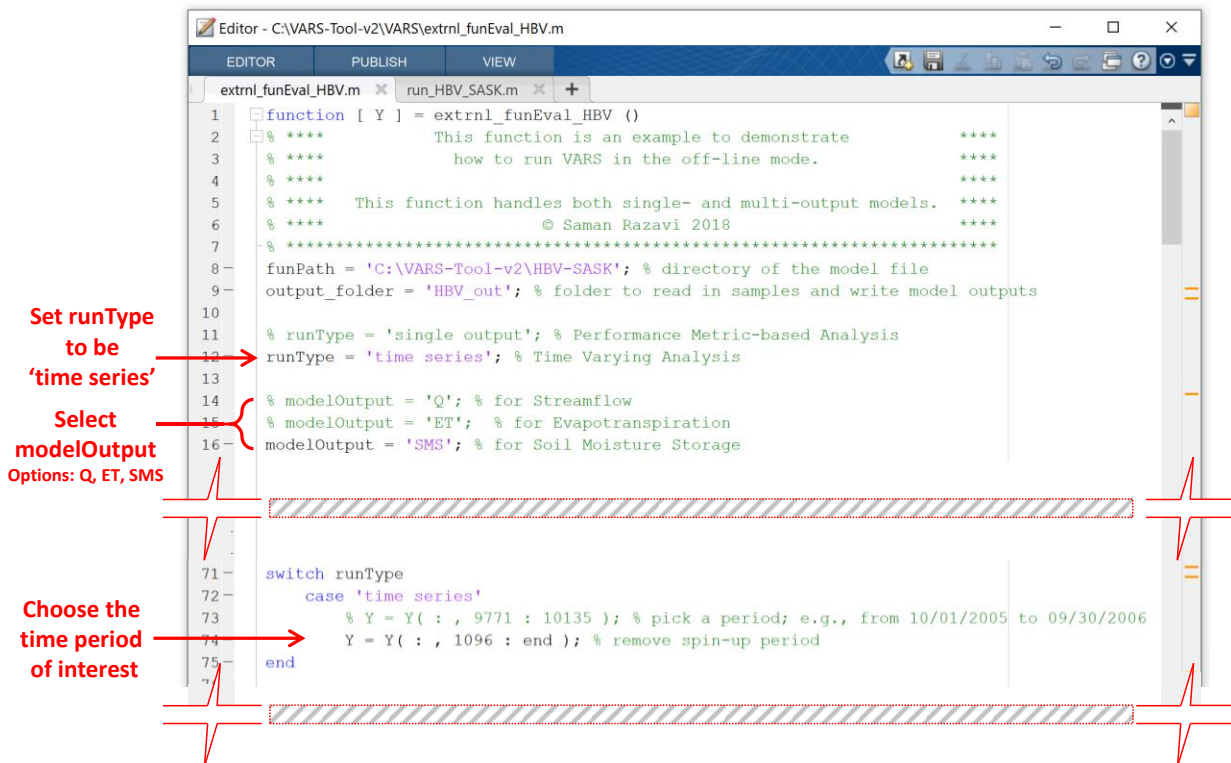 Editor - C:\VARS-Tool-v2\VARS\extrnl_funEval_HBV.m
EDITOR PUBLISH VIEW
extrnl_funEval_HBV.m run_HBV_SASK.m
1 function [ Y ] = extrnl_funEval_HBV ()
2 % **** This function is an example to demonstrate ****
3 % **** how to run VARS in the off-line mode. ****
4 % **** ****
5 % **** This function handles both single- and multi-output models. ****
6 % **** © Saman Razavi 2018 ****
7 % ***********************************************************************
8 funPath = 'C:\VARS-Tool-v2\HBV-SASK'; % directory of the model file
9 output_folder = 'HBV_out'; % folder to read in samples and write model outputs
10
11 % runType = 'single output'; % Performance Metric-based Analysis
12 runType = 'time series'; % Time Varying Analysis
13
14 % modelOutput = 'Q'; % for Streamflow
15 % modelOutput = 'ET'; % for Evapotranspiration
16 modelOutput = 'SMS'; % for Soil Moisture Storage
Set runType
to be
‘time series’
Select
modelOutput
Options: Q, ET, SMS
71 switch runType
72 case 'time series'
73 % Y = Y( : , 9771 : 10135 ); % pick a period; e.g., from 10/01/2005 to 09/30/2006
74 Y = Y( : , 1096 : end ); % remove spin-up period
75 end
Choose the
time period
of interest